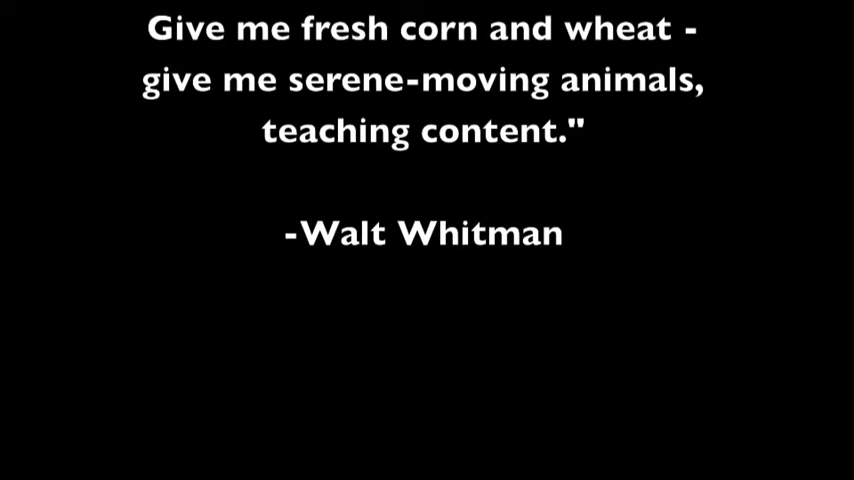 Give me fresh corn and wheat -
give me serene-moving animals,
teaching content."
-Walt Whitman